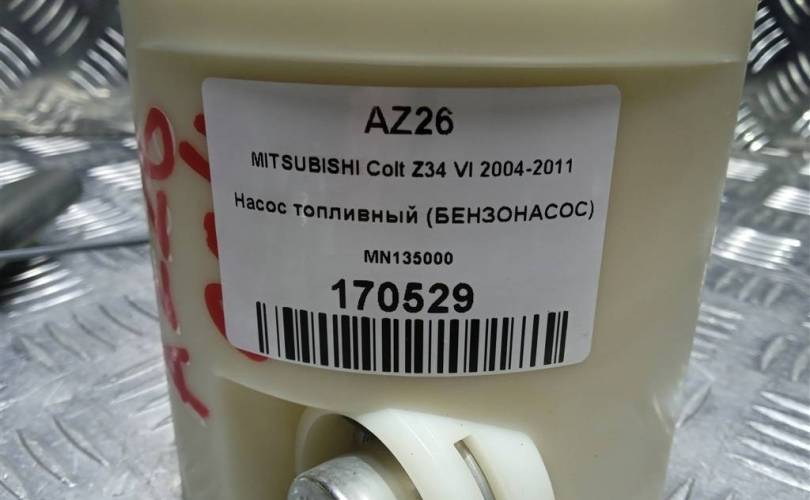 AZ26
MITSUBISHI Colt Z34 VI 2004-2011
Насос топливный (БЕНЗОНАСОС)
MN135000
170529